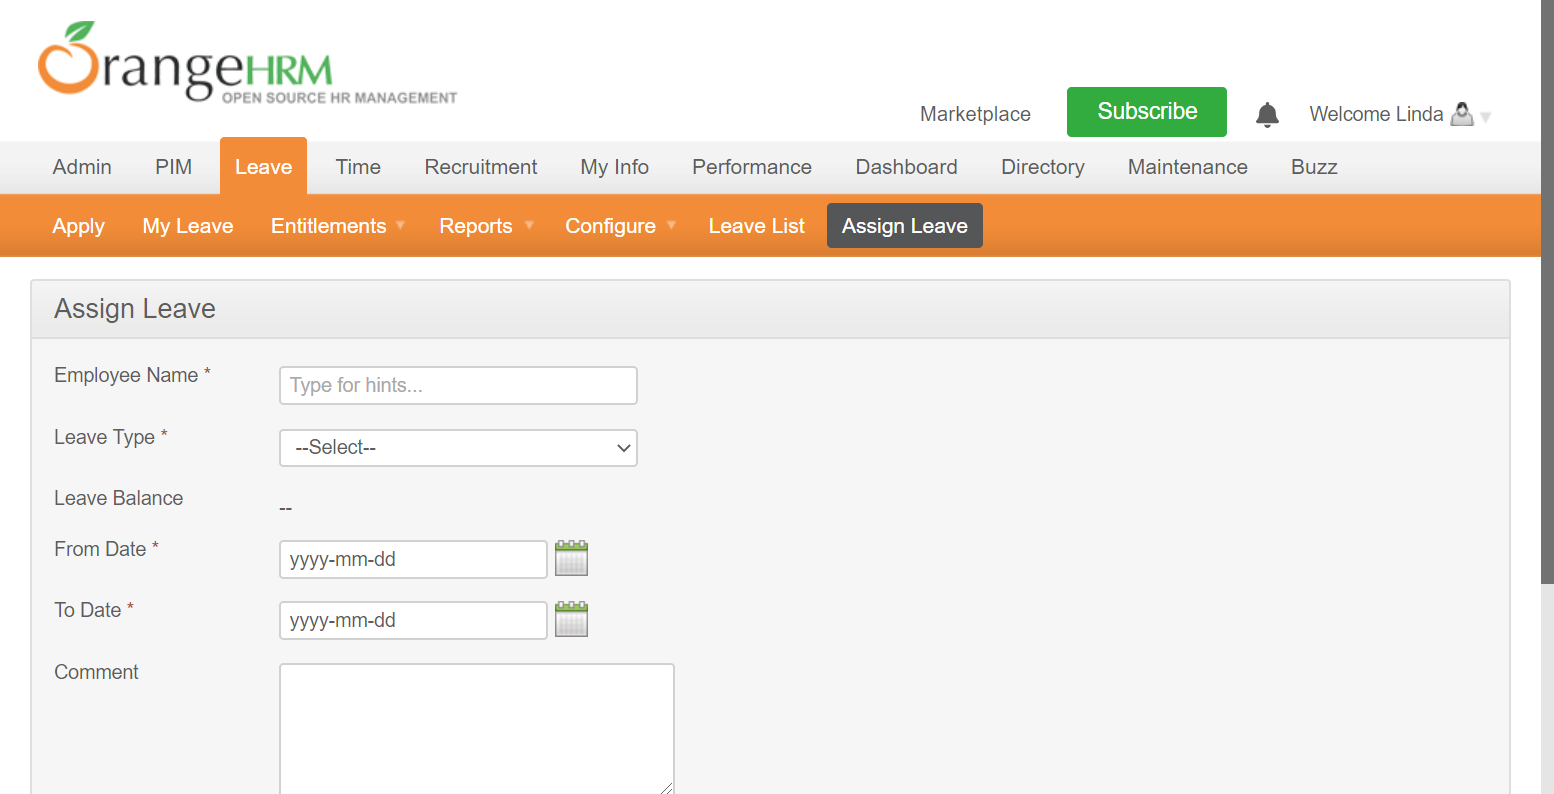 OrangeHRM
OPEN SOURCE HR MANAGEMENT
Marketplace Subscribe Welcome Linda
Admin PIM Leave Time Recruitment My Info Performance Dashboard Directory Maintenance Buzz
Apply My Leave Entitlements Reports Configure Leave List Assign Leave
Assign Leave
Employee Name * Type for hints...
Leave Type * --Select--
Leave Balance --
From Date * yyyy-mm-dd
To Date * yyyy-mm-dd
Comment